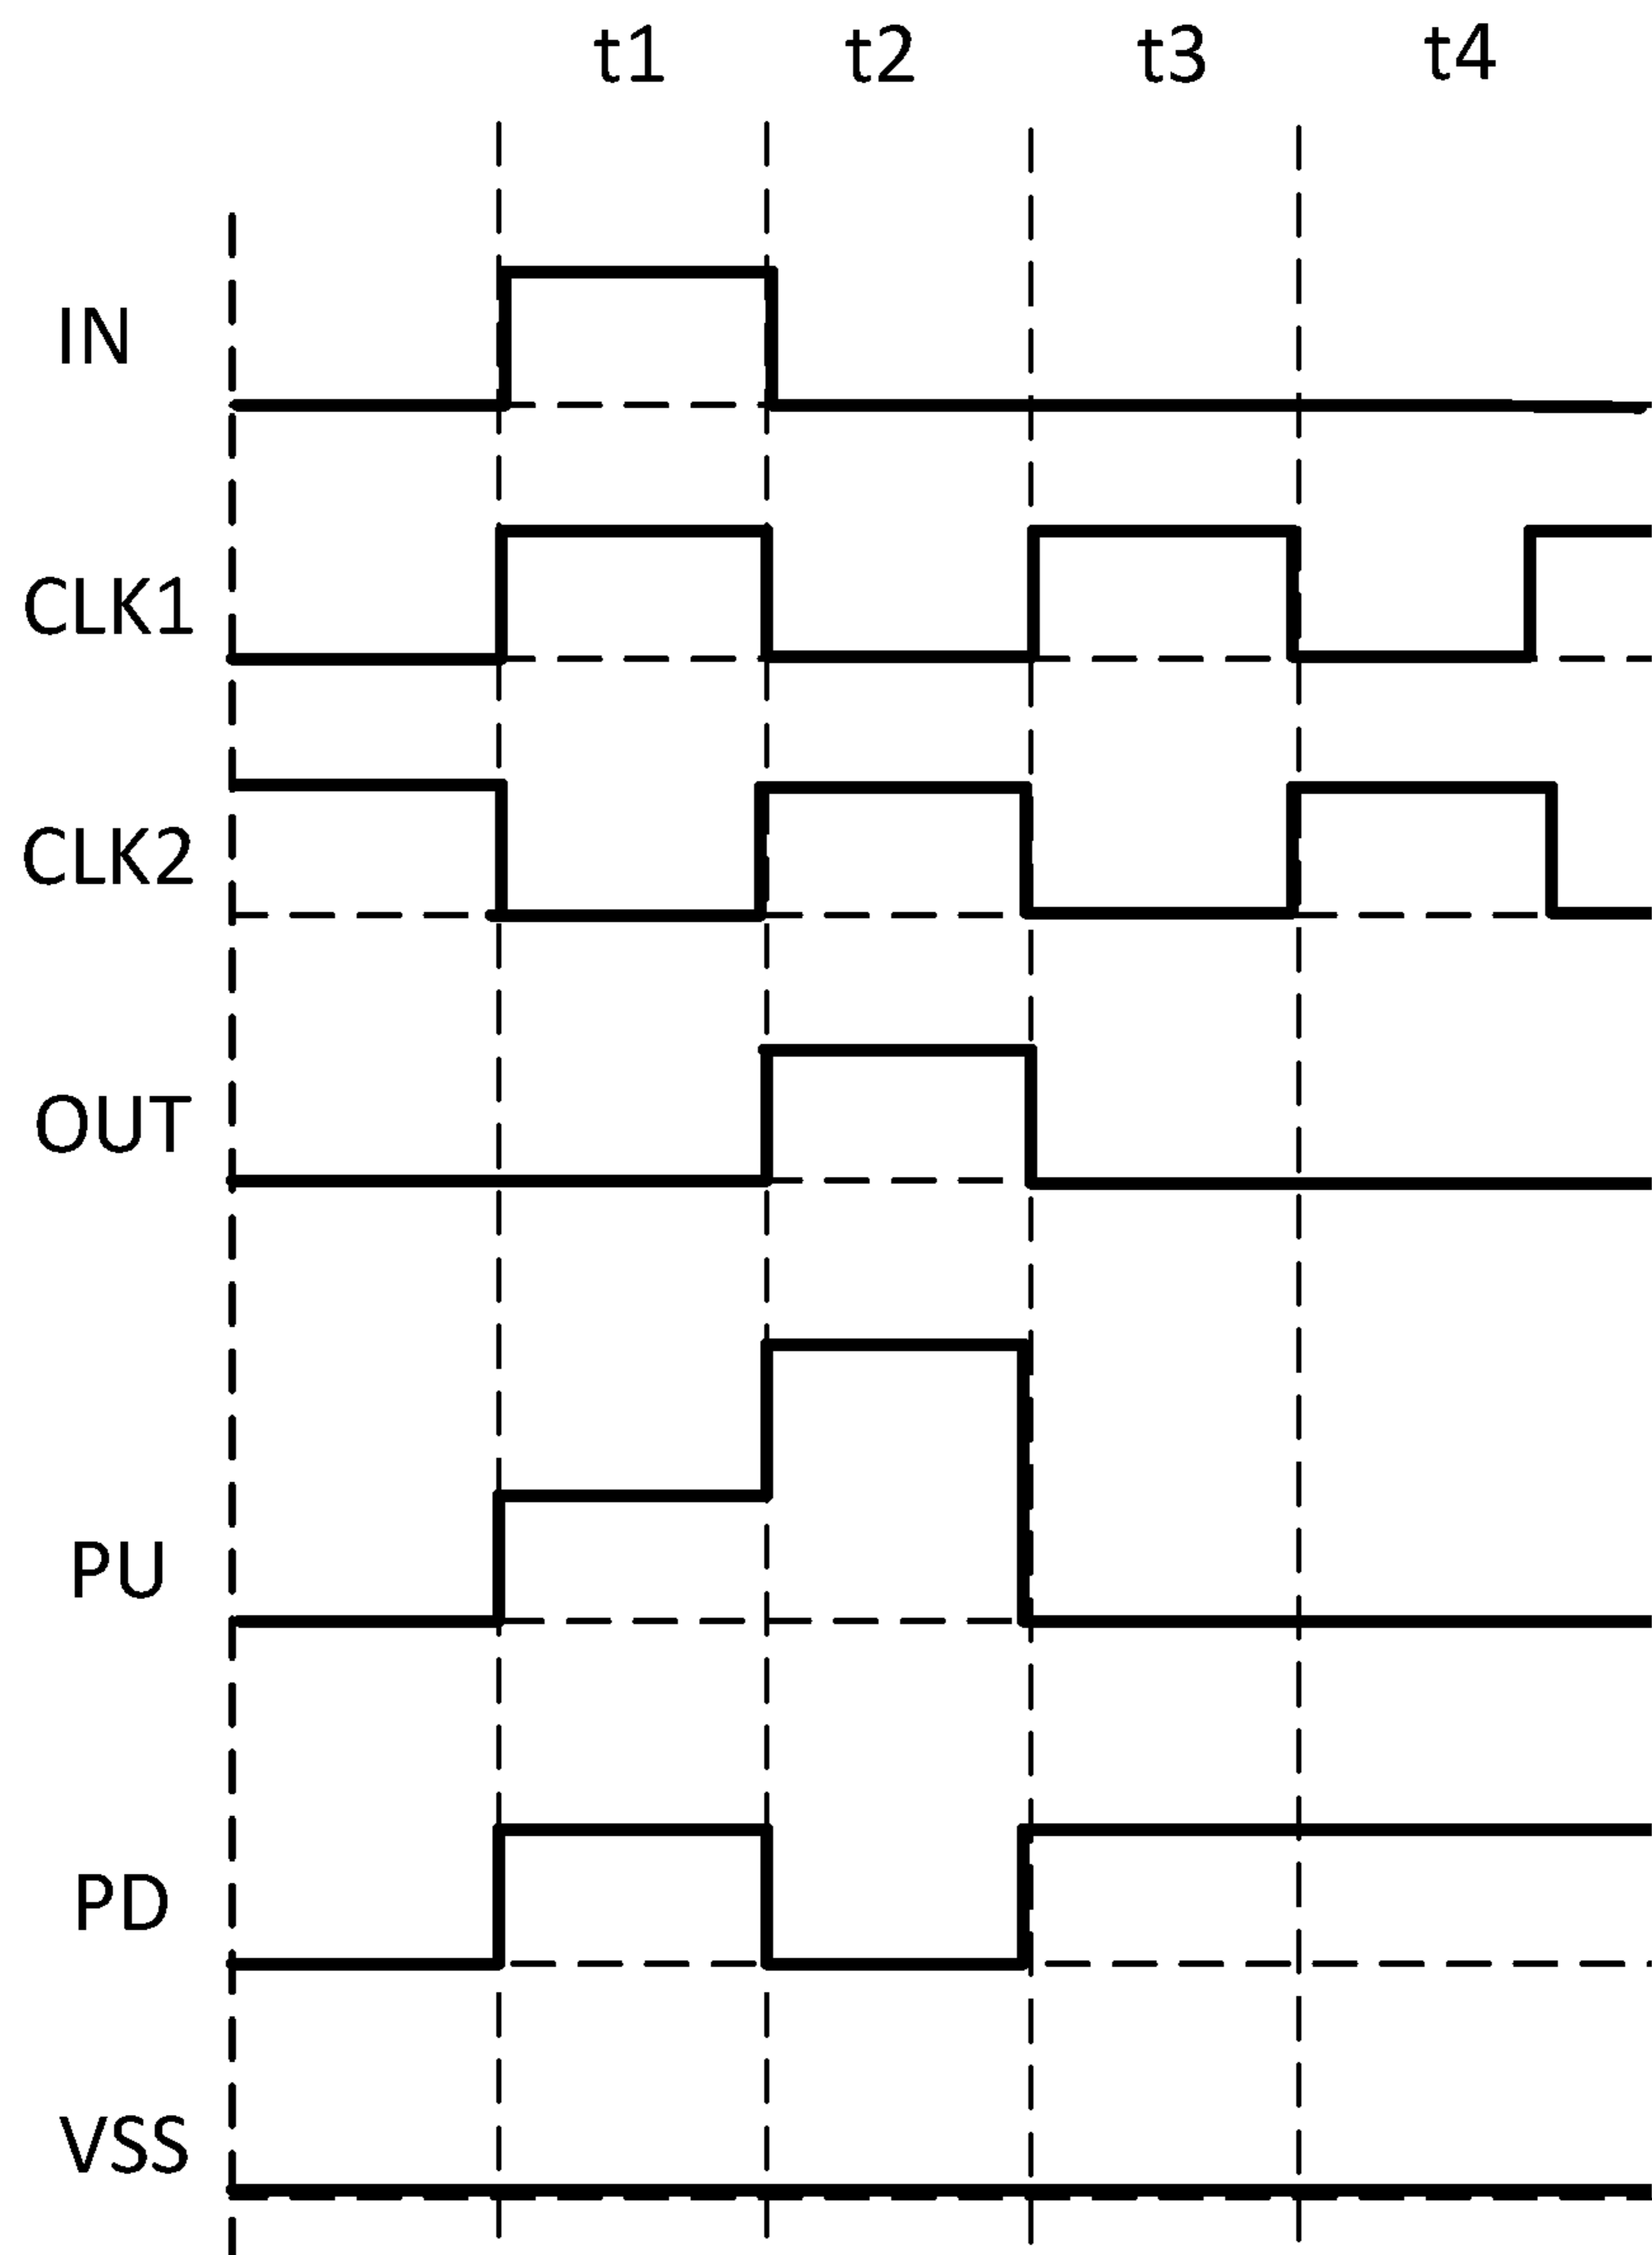 t1 t2 t3 t4
IN
CLK1
CLK2
OUT
PU
PD
VSS